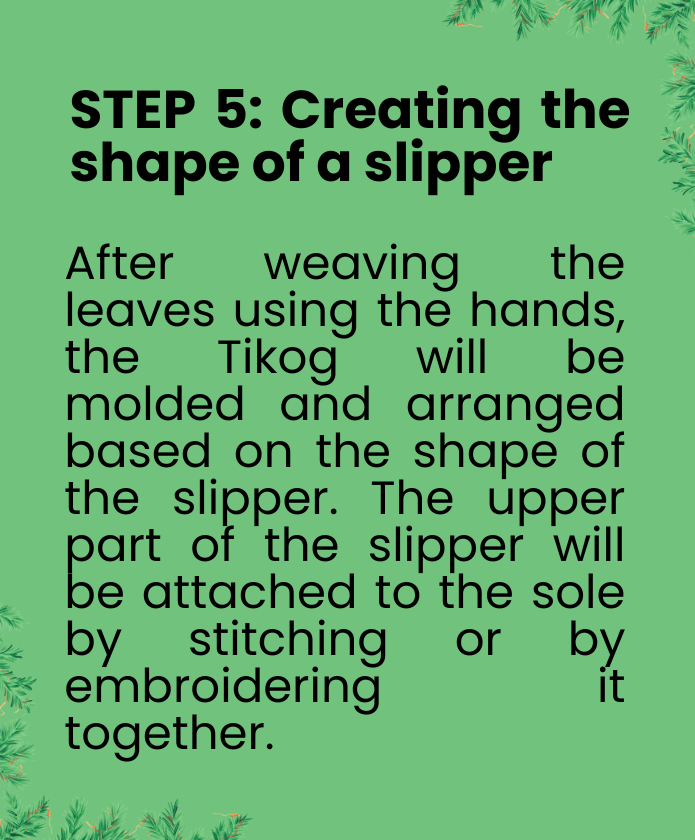 STEP 5: Creating the
shape of a slipper
After weaving the
leaves using the hands,
the Tikog will be
molded and arranged
based on the shape of
the slipper. The upper
part of the slipper will
be attached to the sole
by stitching or by
embroidering it
together.